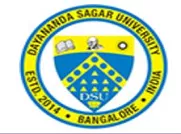 DAYANANDA SAGAR UNIVERSITY
ESTD. 2014 • BANGALORE • INDIA
DSU